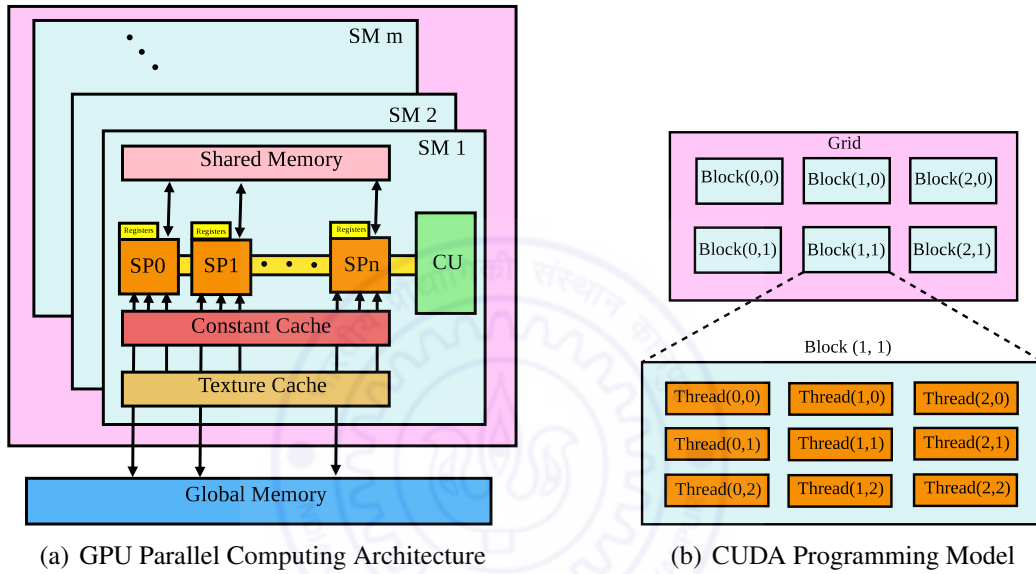 SM m
SM 2
SM 1
Shared Memory
Registers
Registers
Registers
SP0
SP1
SPn
CU
Constant Cache
Texture Cache
Global Memory
(a) GPU Parallel Computing Architecture
Grid
Block(0,0)
Block(1,0)
Block(2,0)
Block(0,1)
Block(1,1)
Block(2,1)
Block (1, 1)
Thread(0,0)
Thread(1,0)
Thread(2,0)
Thread(0,1)
Thread(1,1)
Thread(2,1)
Thread(0,2)
Thread(1,2)
Thread(2,2)
(b) CUDA Programming Model